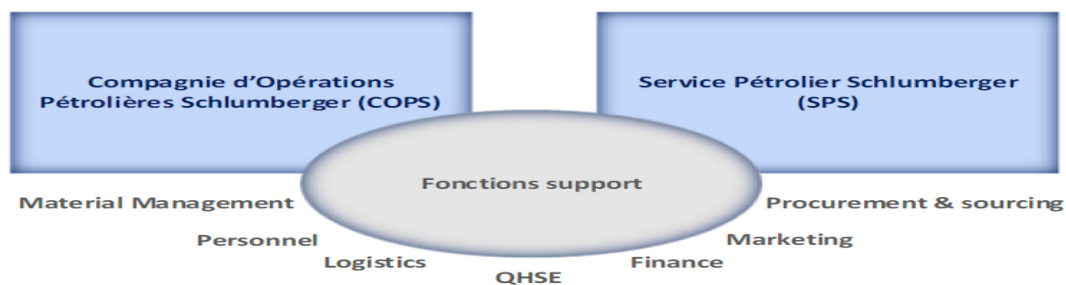 Compagnie d'Opérations
Pétrolières Schlumberger (COPS)
Service Pétrolier Schlumberger
(SPS)
Fonctions support
Material Management
Procurement & sourcing
Personnel
Marketing
Logistics
Finance
QHSE